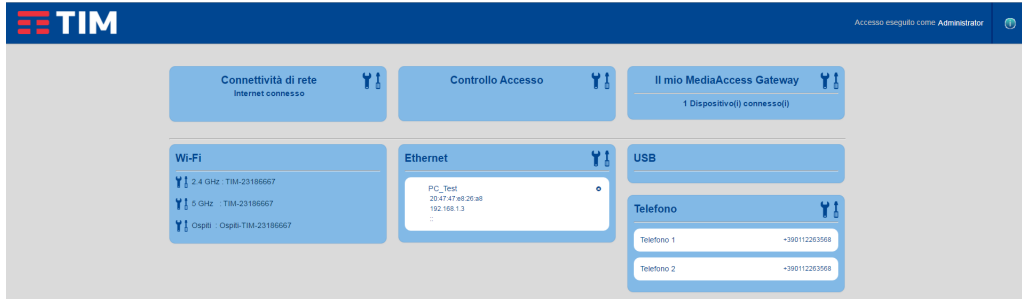 TIM
Accesso eseguito come Administrator
Connettività di rete
Internet connesso
Controllo Accesso
Il mio MediaAccess Gateway
1 Dispositivo(i) connesso(i)
Wi-Fi
2.4 GHz : TIM-23186667
5 GHz : TIM-23186667
Ospiti : Ospiti-TIM-23186667
Ethernet
PC_Test
20:47:47:e8:26:a8
192.168.1.3
::
USB
Telefono
Telefono 1 +390112263568
Telefono 2 +390112263568